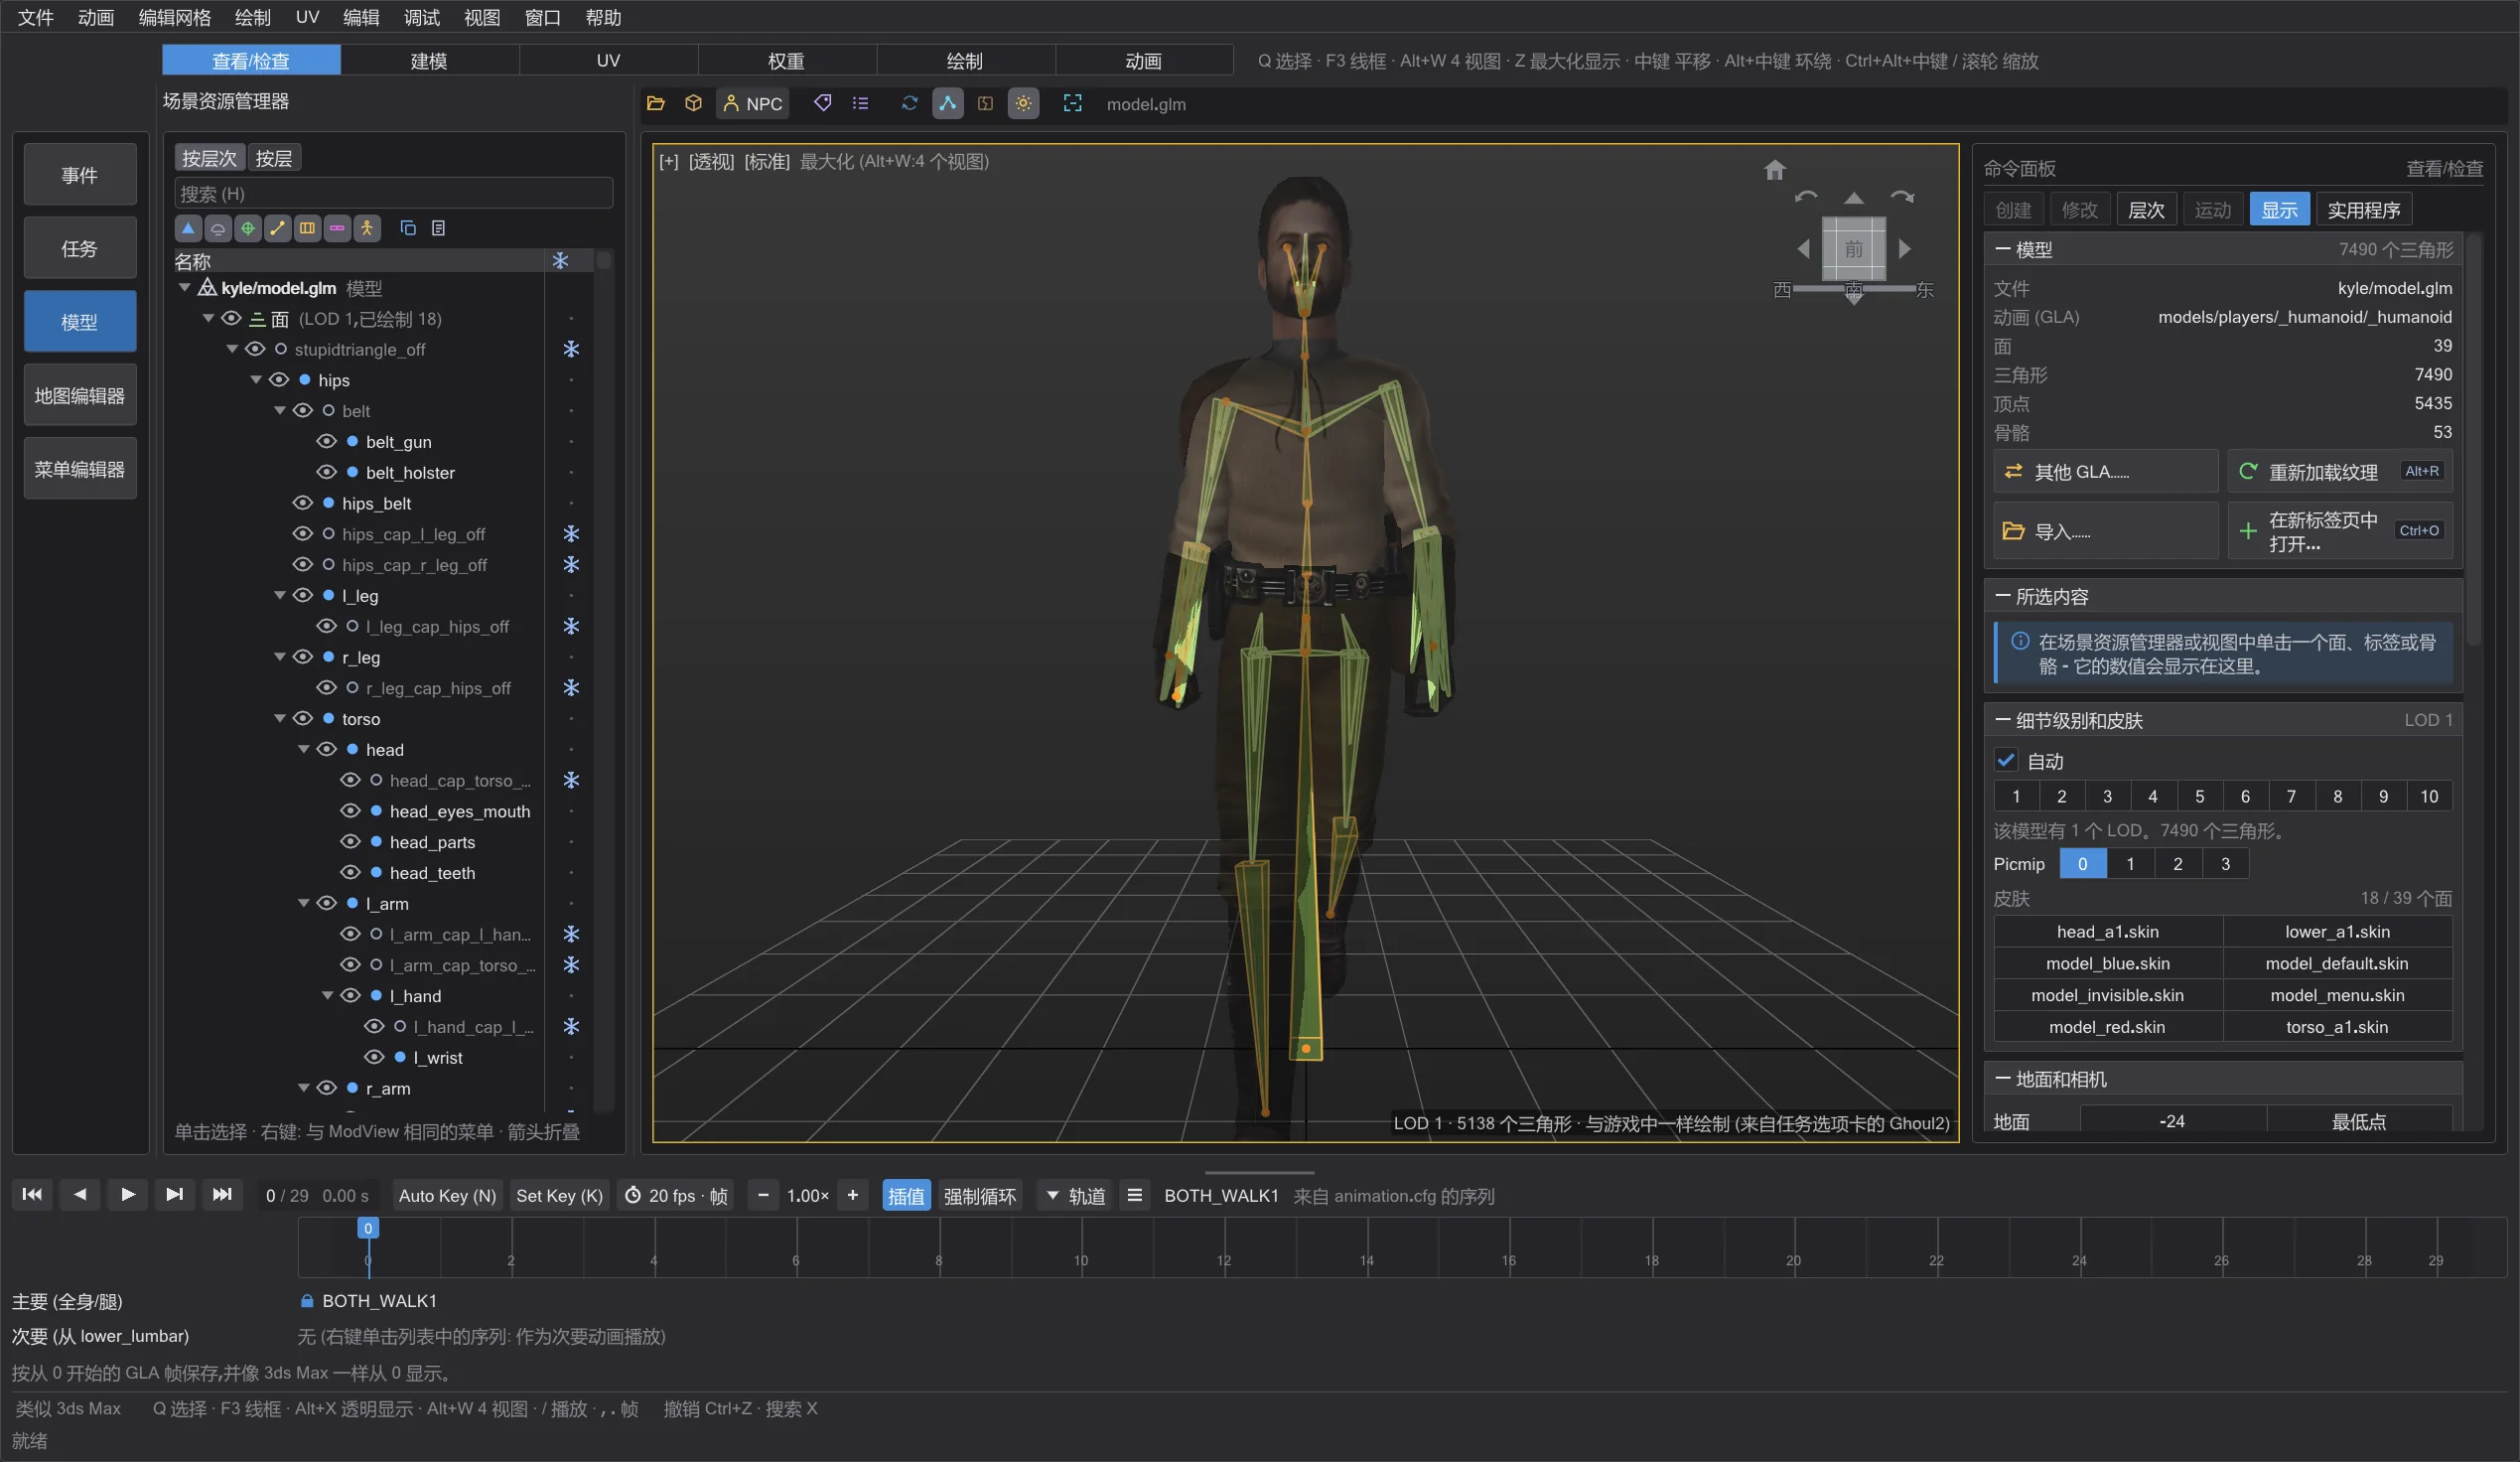 文件 动画 编辑网格 绘制 UV 编辑 调试 视图 窗口 帮助
查看/检查 建模 UV 权重 绘制 动画 Q 选择 · F3 线框 · Alt+W 4 视图 · Z 最大化显示 · 中键 平移 · Alt+中键 环绕 · Ctrl+Alt+中键 / 滚轮 缩放
场景资源管理器
NPC model.glm
事件
任务
模型
地图编辑器
菜单编辑器
按层次 按层
搜索 (H)
名称
kyle/model.glm 模型
面 (LOD 1,已绘制 18)
stupidtriangle_off
hips
belt
belt_gun
belt_holster
hips_belt
hips_cap_l_leg_off
hips_cap_r_leg_off
l_leg
l_leg_cap_hips_off
r_leg
r_leg_cap_hips_off
torso
head
head_cap_torso_...
head_eyes_mouth
head_parts
head_teeth
l_arm
l_arm_cap_l_han...
l_arm_cap_torso_...
l_hand
l_hand_cap_l_...
l_wrist
r_arm
单击选择 · 右键: 与 ModView 相同的菜单 · 箭头折叠
[+] [透视] [标准] 最大化 (Alt+W:4 个视图)
前
西 南 东
LOD 1 · 5138 个三角形 · 与游戏中一样绘制 (来自任务选项卡的 Ghoul2)
命令面板 查看/检查
创建 修改 层次 运动 显示 实用程序
模型 7490 个三角形
文件 kyle/model.glm
动画 (GLA) models/players/_humanoid/_humanoid
面 39
三角形 7490
顶点 5435
骨骼 53
其他 GLA...... 重新加载纹理 Alt+R
导入...... 在新标签页中打开... Ctrl+O
所选内容
在场景资源管理器或视图中单击一个面、标签或骨
骼 - 它的数值会显示在这里。
细节级别和皮肤 LOD 1
自动
1 2 3 4 5 6 7 8 9 10
该模型有 1 个 LOD。7490 个三角形。
Picmip 0 1 2 3
皮肤 18 / 39 个面
head_a1.skin lower_a1.skin
model_blue.skin model_default.skin
model_invisible.skin model_menu.skin
model_red.skin torso_a1.skin
地面和相机
地面 -24 最低点
0 / 29 0.00 s Auto Key (N) Set Key (K) 20 fps · 帧 − 1.00× + 插值 强制循环 轨道 BOTH_WALK1 来自 animation.cfg 的序列
0
0 2 4 6 8 10 12 14 16 18 20 22 24 26 28 29
主要 (全身/腿) BOTH_WALK1
次要 (从 lower_lumbar) 无 (右键单击列表中的序列: 作为次要动画播放)
按从 0 开始的 GLA 帧保存,并像 3ds Max 一样从 0 显示。
类似 3ds Max Q 选择 · F3 线框 · Alt+X 透明显示 · Alt+W 4 视图 · / 播放 · , . 帧 撤销 Ctrl+Z · 搜索 X
就绪